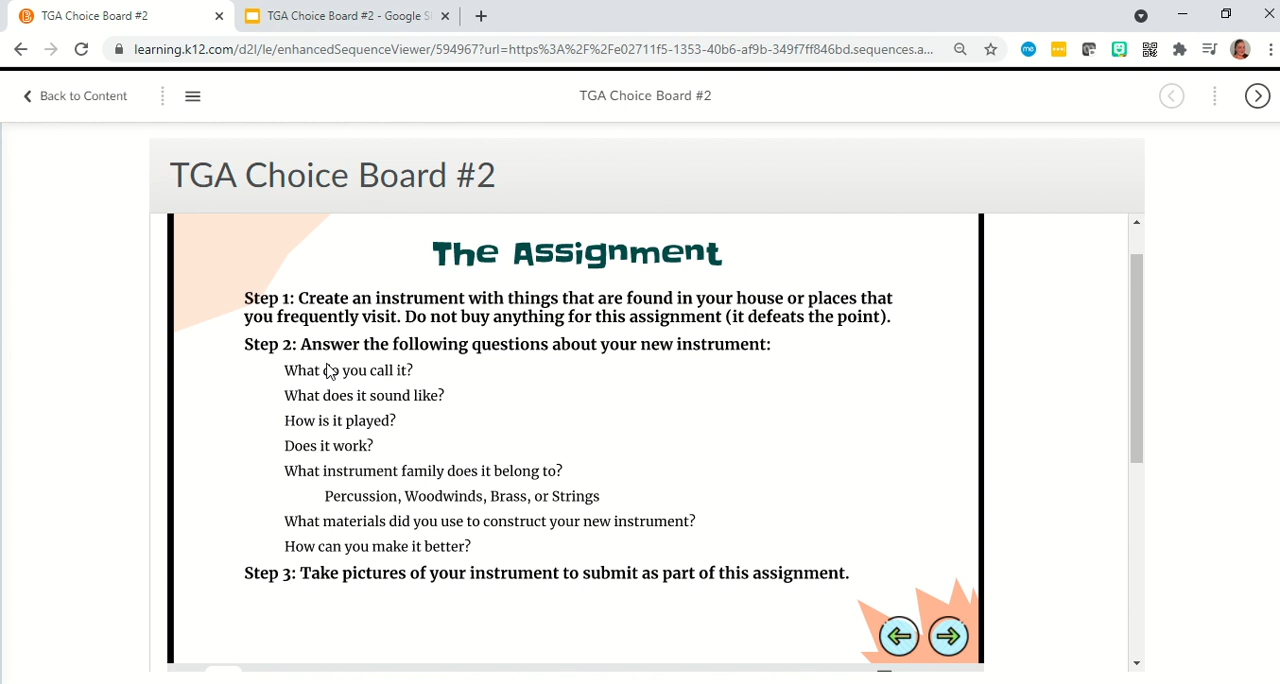 TGA Choice Board #2
TGA Choice Board #2 - Google Sl
learning.k12.com/d2l/le/enhancedSequenceViewer/594967?url=https%3A%2F%2Fe02711f5-1353-40b6-af9b-349f7ff846bd.sequences.a...
Back to Content
TGA Choice Board #2
TGA Choice Board #2
The Assignment
Step 1: Create an instrument with things that are found in your house or places that
you frequently visit. Do not buy anything for this assignment (it defeats the point).
Step 2: Answer the following questions about your new instrument:
What do you call it?
What does it sound like?
How is it played?
Does it work?
What instrument family does it belong to?
Percussion, Woodwinds, Brass, or Strings
What materials did you use to construct your new instrument?
How can you make it better?
Step 3: Take pictures of your instrument to submit as part of this assignment.